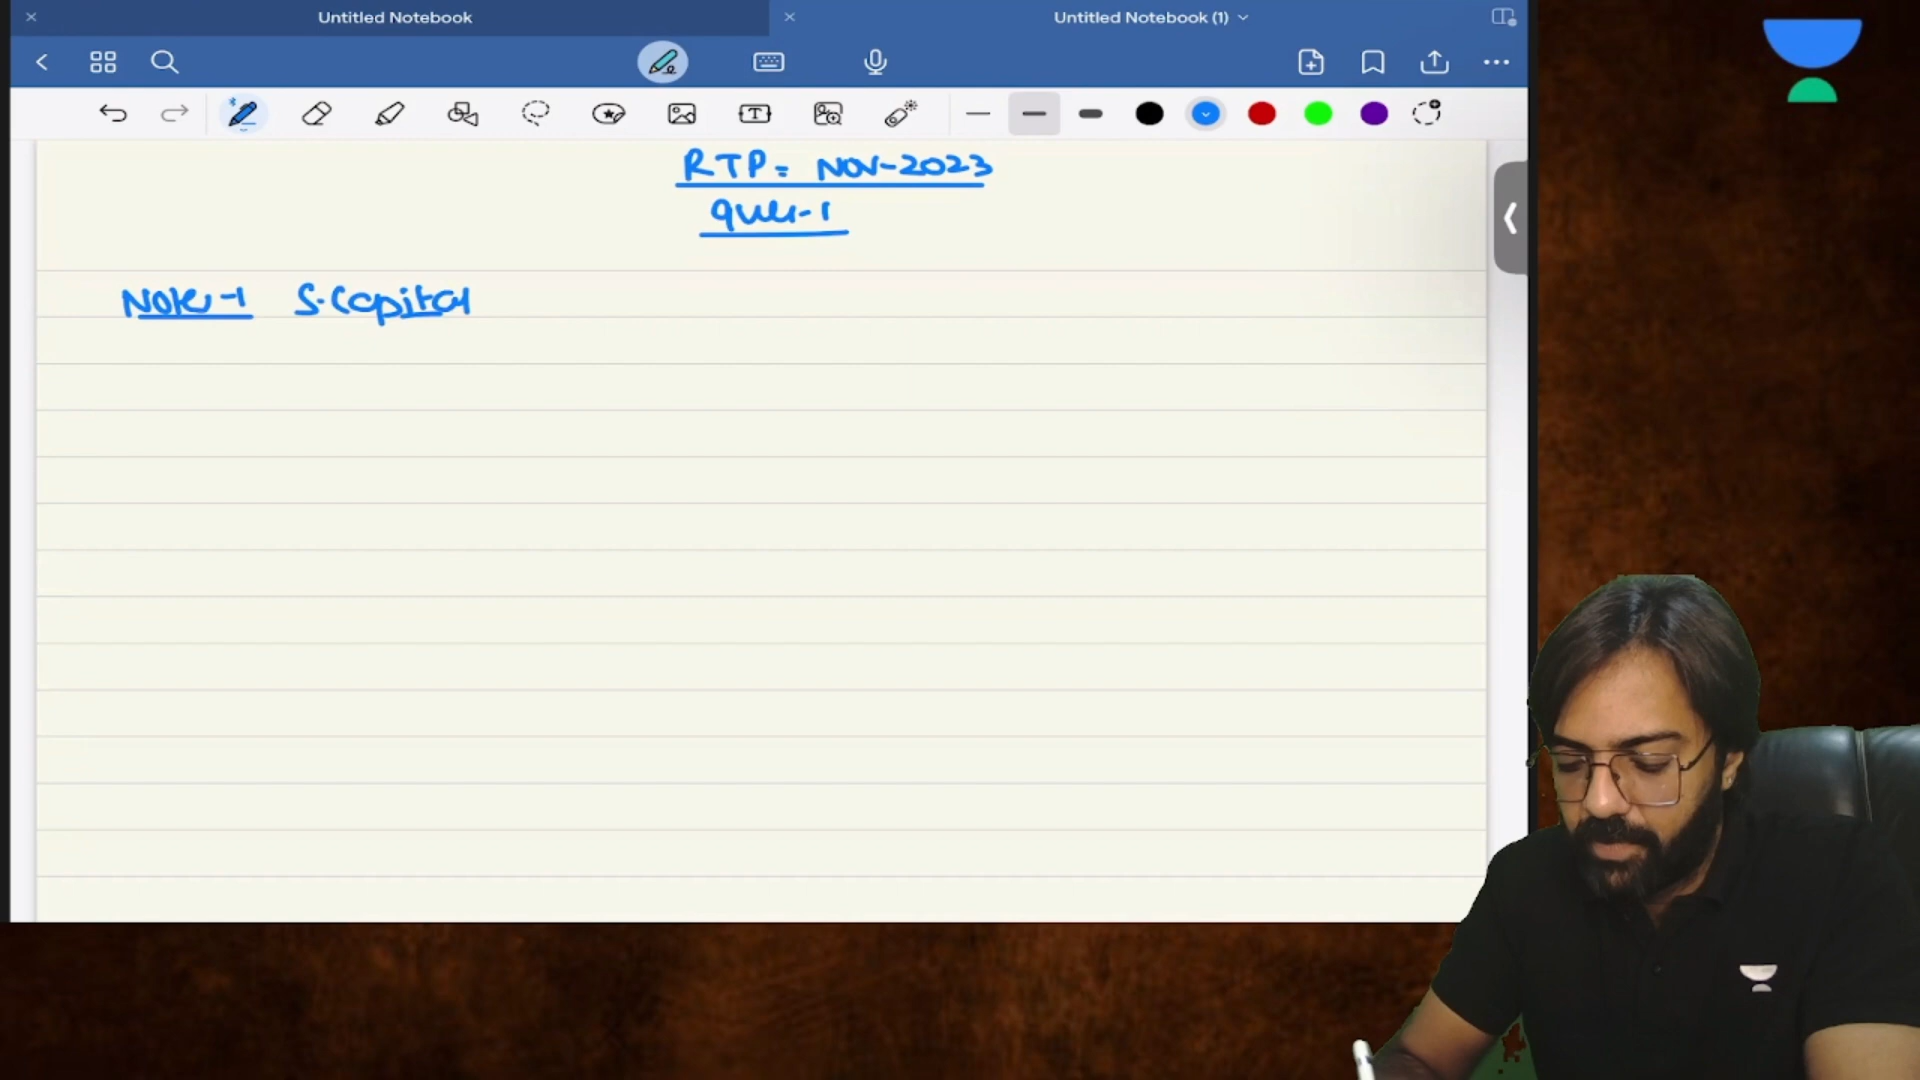 Untitled Notebook
Untitled Notebook (1)
RTP = NOV-2023
Ques-1
Note-1 S.Capital